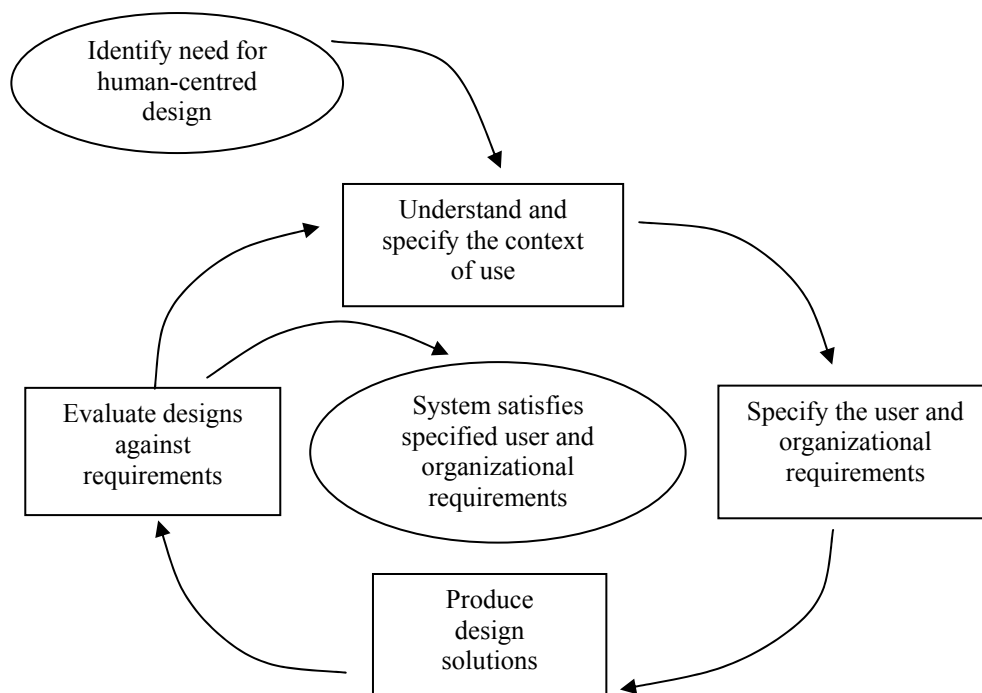 Identify need for
human-centred
design
Understand and
specify the context
of use
Evaluate designs
against
requirements
System satisfies
specified user and
organizational
requirements
Specify the user and
organizational
requirements
Produce
design
solutions